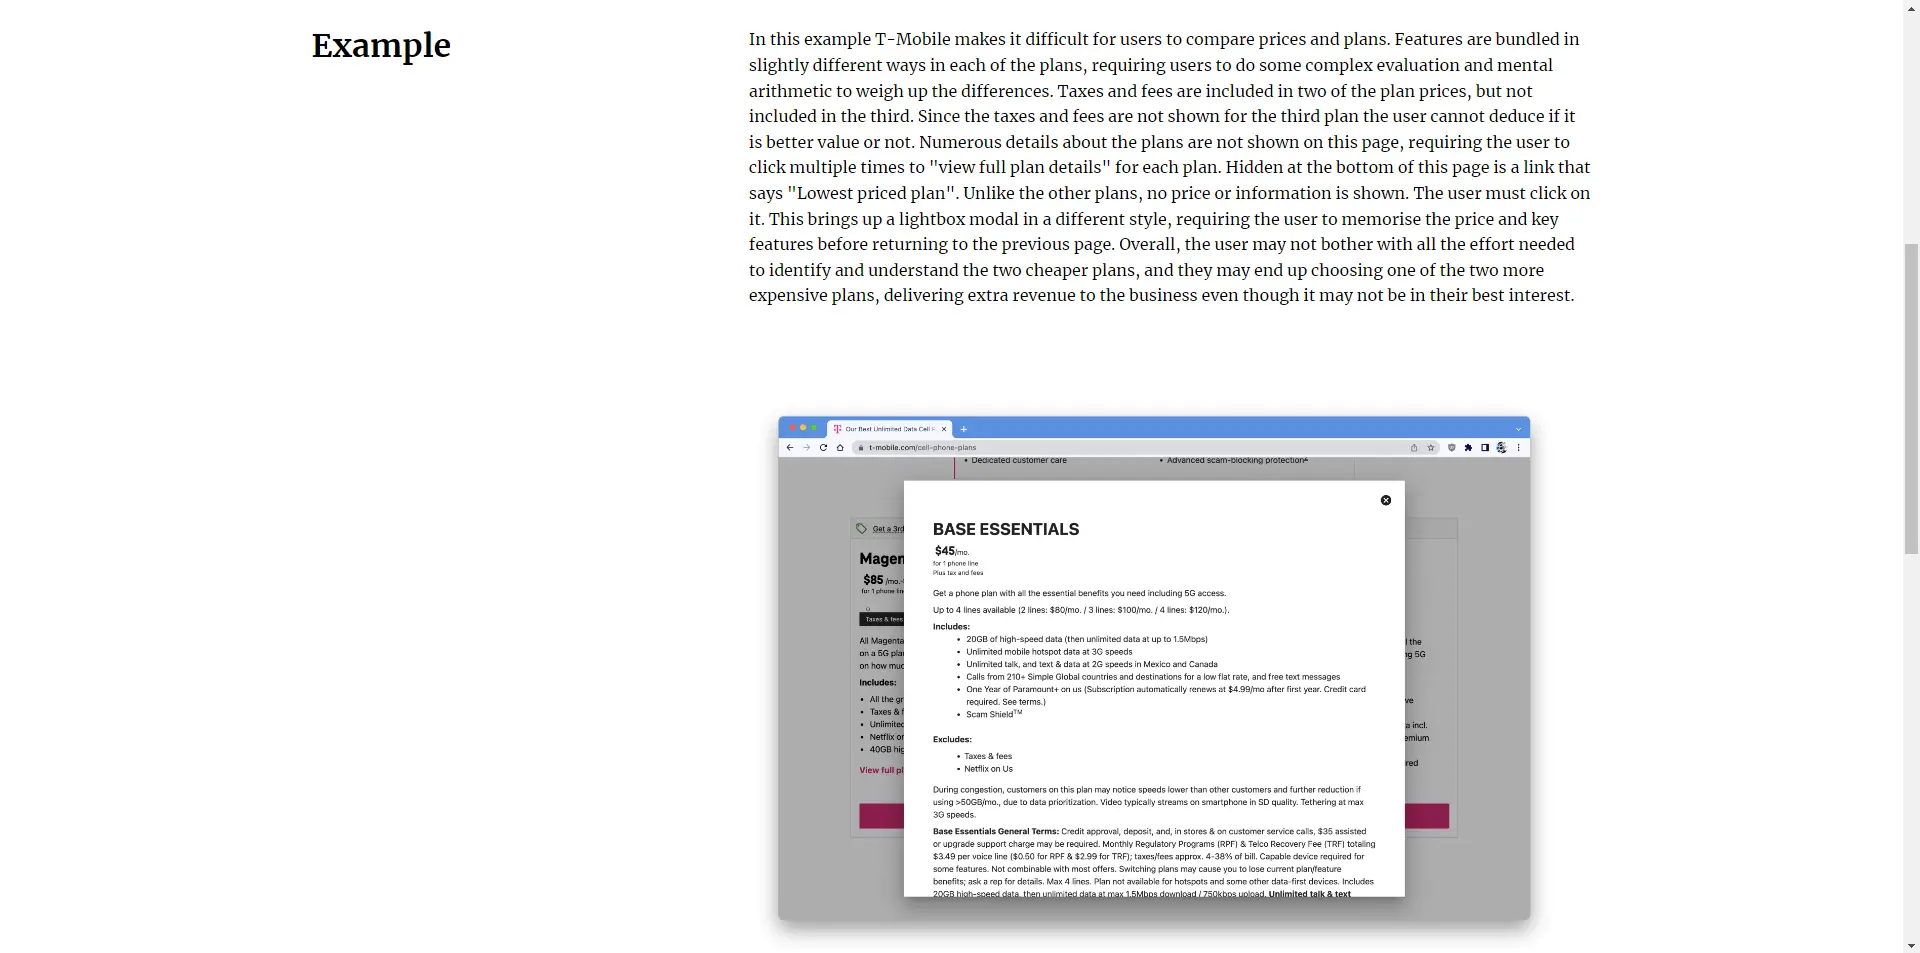 Example
In this example T-Mobile makes it difficult for users to compare prices and plans. Features are bundled in
slightly different ways in each of the plans, requiring users to do some complex evaluation and mental
arithmetic to weigh up the differences. Taxes and fees are included in two of the plan prices, but not
included in the third. Since the taxes and fees are not shown for the third plan the user cannot deduce if it
is better value or not. Numerous details about the plans are not shown on this page, requiring the user to
click multiple times to "view full plan details" for each plan. Hidden at the bottom of this page is a link that
says "Lowest priced plan". Unlike the other plans, no price or information is shown. The user must click on
it. This brings up a lightbox modal in a different style, requiring the user to memorise the price and key
features before returning to the previous page. Overall, the user may not bother with all the effort needed
to identify and understand the two cheaper plans, and they may end up choosing one of the two more
expensive plans, delivering extra revenue to the business even though it may not be in their best interest.
Our Best Unlimited Data Cell P
t-mobile.com/cell-phone-plans
• Dedicated customer care
• Advanced scam-blocking protection
Get a 3rd
Magen
$85 /mo.
for 1 phone line
Taxes & fees
All Magenta
on a 5G plan
on how muc
Includes:
• All the gr
• Taxes & f
• Unlimited
• Netflix on
• 40GB hig
View full pl
BASE ESSENTIALS
$45/mo.
for 1 phone line
Plus tax and fees
Get a phone plan with all the essential benefits you need including 5G access.
Up to 4 lines available (2 lines: $80/mo. / 3 lines: $100/mo. / 4 lines: $120/mo.).
Includes:
• 20GB of high-speed data (then unlimited data at up to 1.5Mbps)
• Unlimited mobile hotspot data at 3G speeds
• Unlimited talk, and text & data at 2G speeds in Mexico and Canada
• Calls from 210+ Simple Global countries and destinations for a low flat rate, and free text messages
• One Year of Paramount+ on us (Subscription automatically renews at $4.99/mo after first year. Credit card
required. See terms.)
• Scam Shield™
Excludes:
• Taxes & fees
• Netflix on Us
During congestion, customers on this plan may notice speeds lower than other customers and further reduction if
using >50GB/mo., due to data prioritization. Video typically streams on smartphone in SD quality. Tethering at max
3G speeds.
Base Essentials General Terms: Credit approval, deposit, and, in stores & on customer service calls, $35 assisted
or upgrade support charge may be required. Monthly Regulatory Programs (RPF) & Telco Recovery Fee (TRF) totaling
$3.49 per voice line ($0.50 for RPF & $2.99 for TRF); taxes/fees approx. 4-38% of bill. Capable device required for
some features. Not combinable with most offers. Switching plans may cause you to lose current plan/feature
benefits; ask a rep for details. Max 4 lines. Plan not available for hotspots and some other data-first devices. Includes
20GB high-speed data, then unlimited data at max 1.5Mbps download / 750kbps upload. Unlimited talk & text
l the
ng 5G
ve
a incl.
emium
red